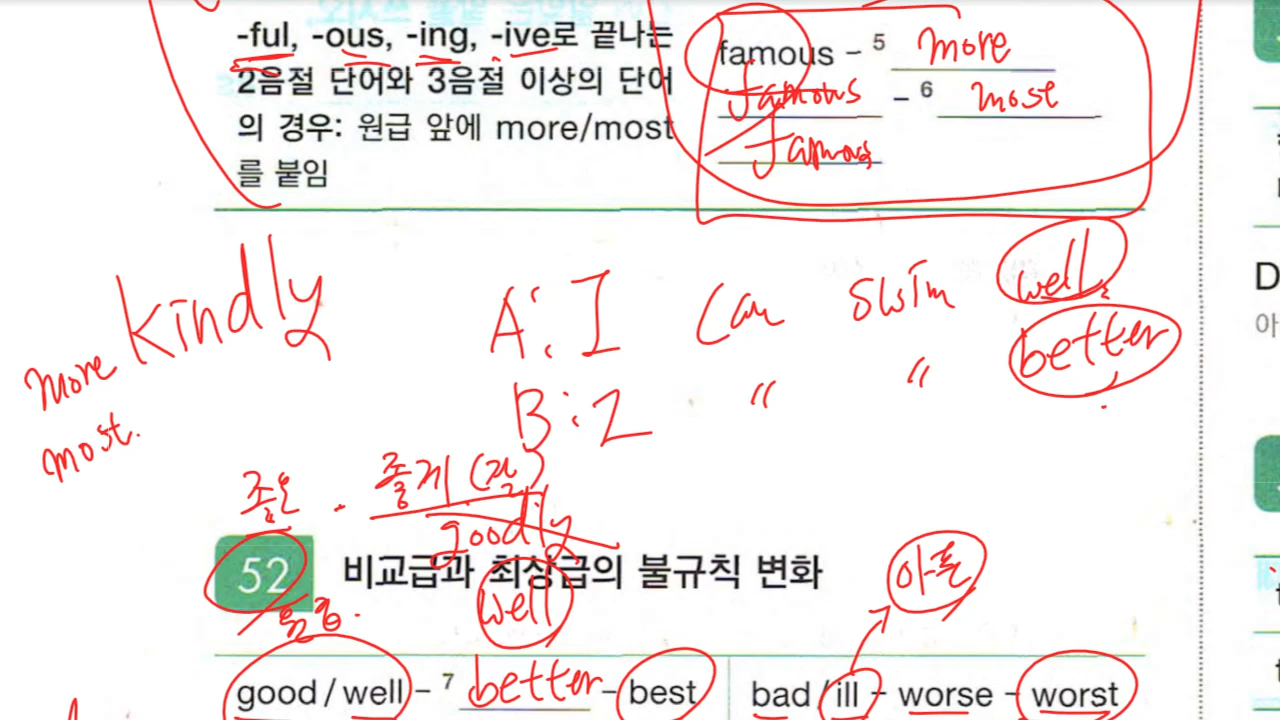 -ful, -ous, -ing, -ive로 끝나는
2음절 단어와 3음절 이상의 단어
의 경우: 원급 앞에 more/most
를 붙임
famous – 5 more
famous – 6 most
famous
kindly
more
most.
A: I can swim well.
B: I " " better.
좋은 . 좋게 (잘)
goodly
well
52 비교급과 최상급의 불규칙 변화
아픈
good / well – 7 better – best
bad / ill – worse – worst
D
아